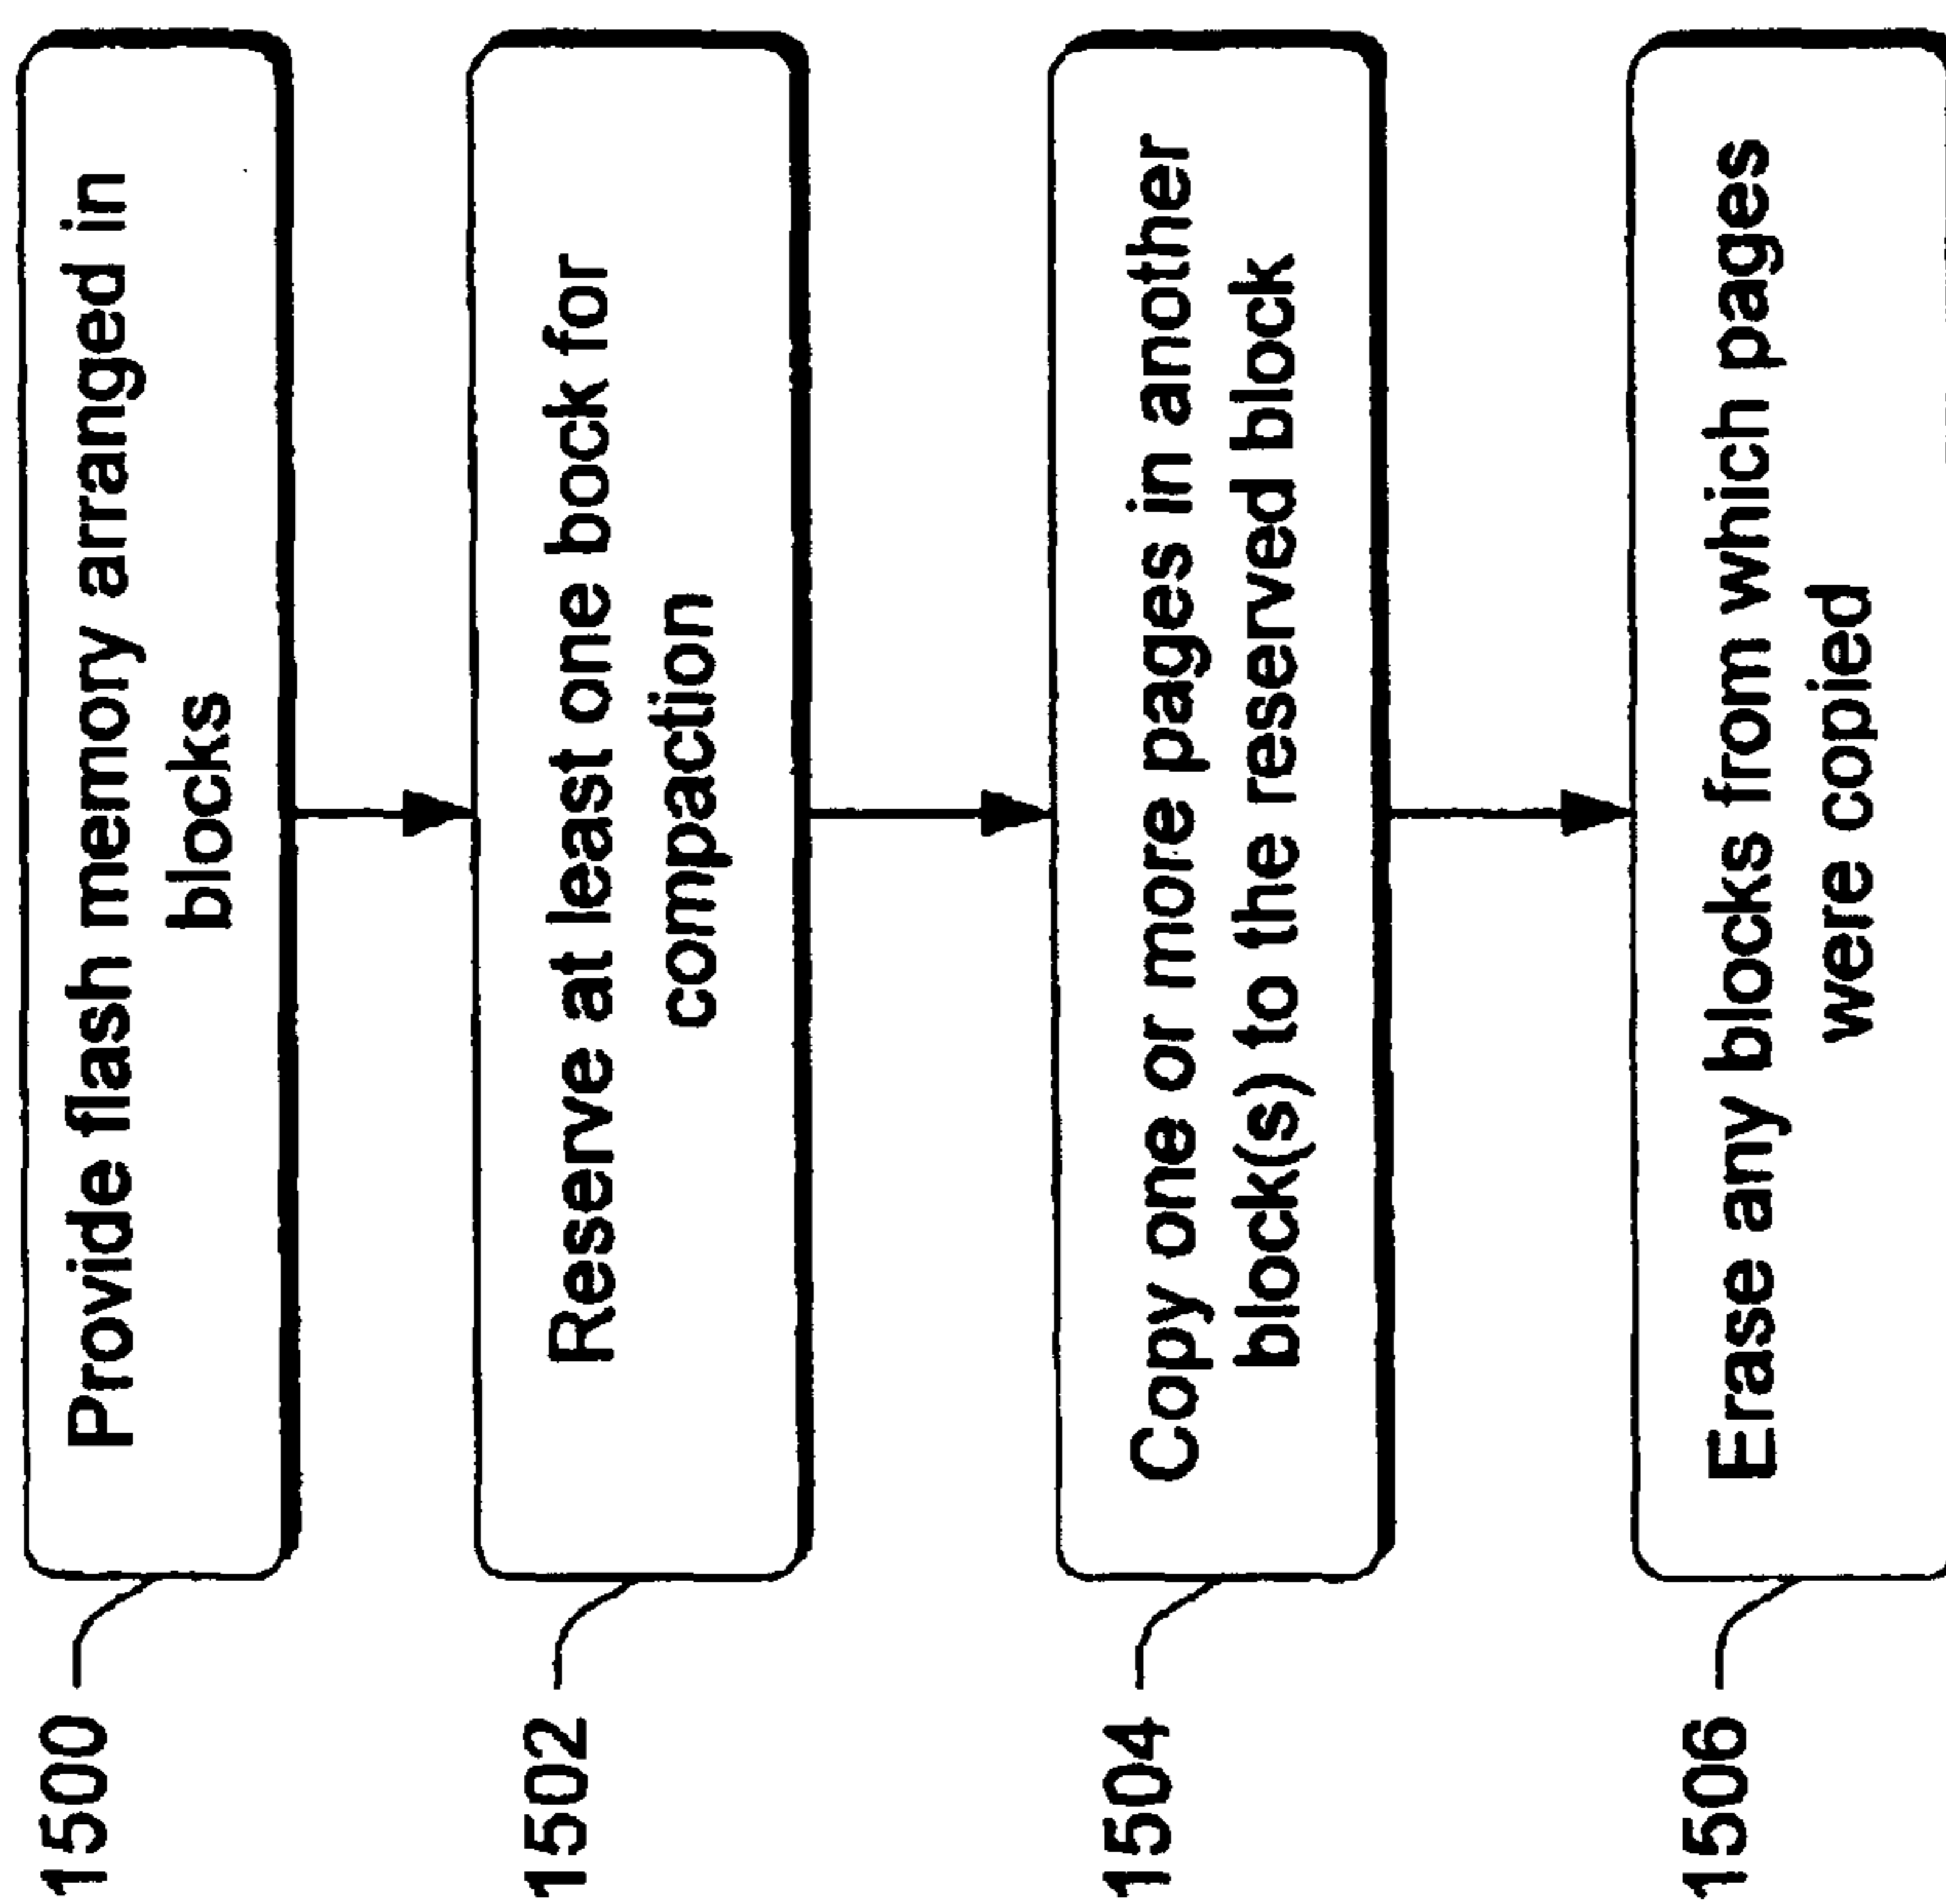 1500
Provide flash memory arranged in
blocks
1502
Reserve at least one bock for
compaction
1504
Copy one or more pages in another
block(s) to the reserved block
1506
Erase any blocks from which pages
were copied